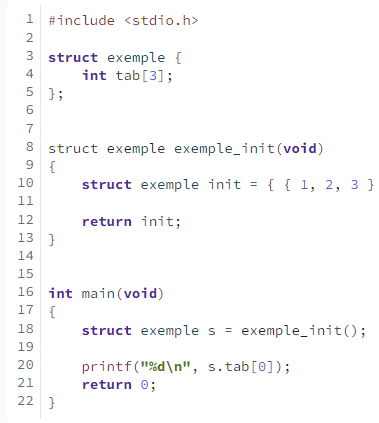 1 #include <stdio.h>
2
3 struct exemple {
4     int tab[3];
5 };
6
7
8 struct exemple exemple_init(void)
9 {
10     struct exemple init = { { 1, 2, 3 }
11
12     return init;
13 }
14
15
16 int main(void)
17 {
18     struct exemple s = exemple_init();
19
20     printf("%d\n", s.tab[0]);
21     return 0;
22 }